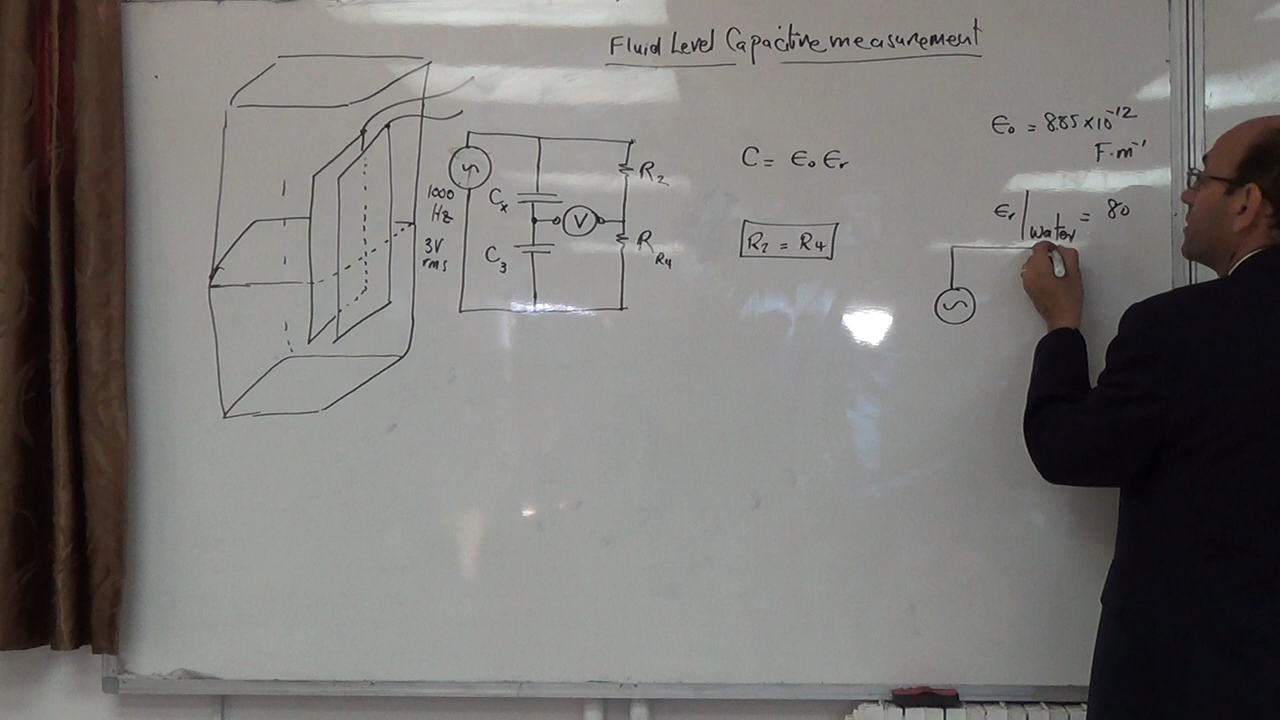 Fluid Level Capacitive measurement
1000
Hz
3V
rms
Cx
C3
V
R2
R R4
C = ϵ0 ϵr
R2 = R4
ϵ0 = 8.85 × 10^-12
F·m^-1
ϵr | water = 80